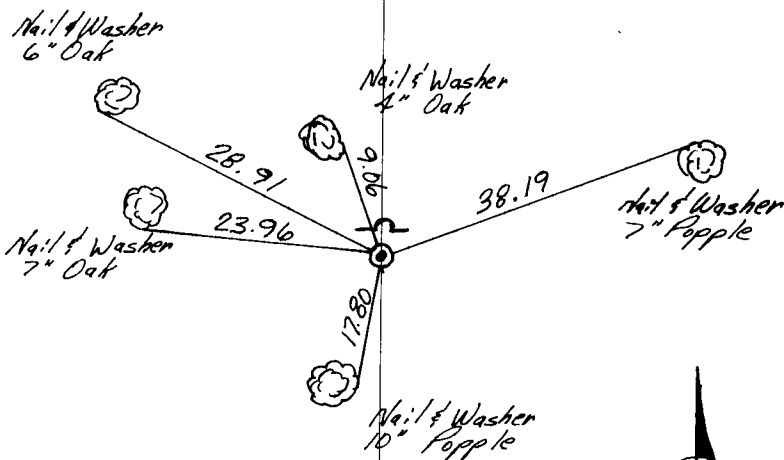 Nail & Washer
6" Oak
Nail & Washer
4" Oak
28.91
9.06
38.19
23.96
Nail & Washer
7" Popple
Nail & Washer
7" Oak
17.80
Nail & Washer
10" Popple